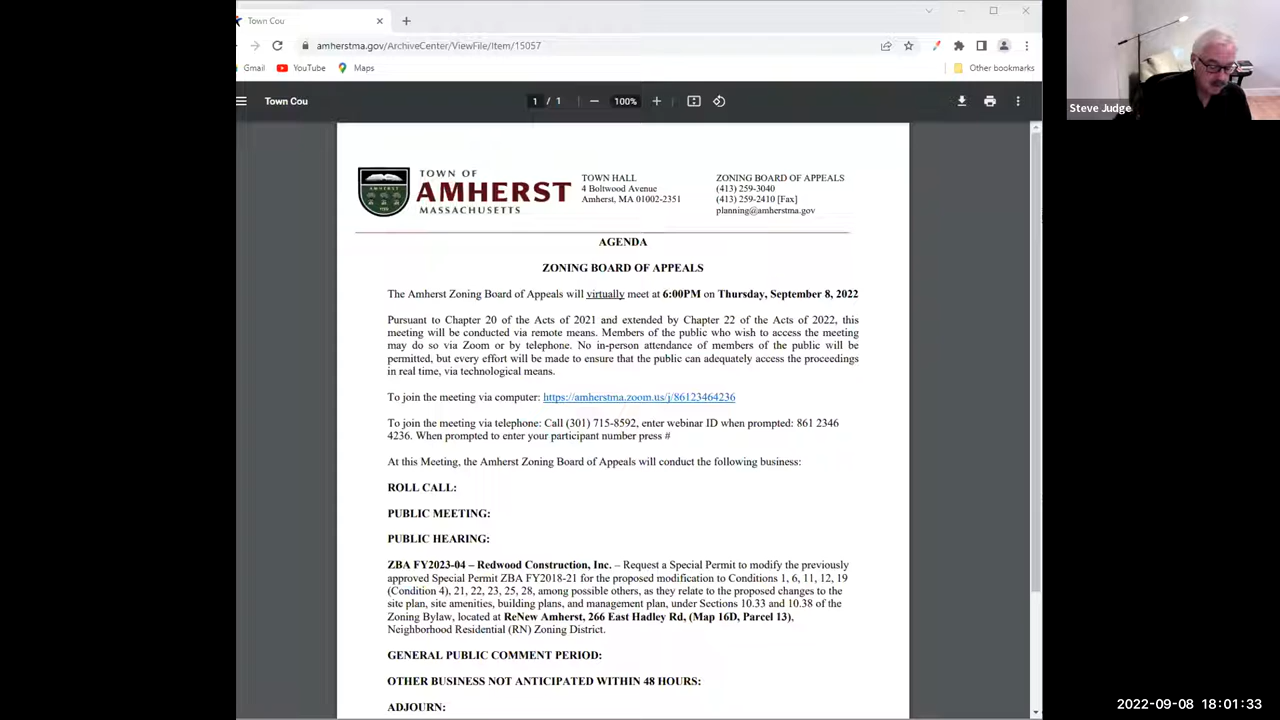 Town Cou
amherstma.gov/ArchiveCenter/ViewFile/Item/15057
Gmail YouTube Maps Other bookmarks
Town Cou 1 / 1 100%
TOWN OF
AMHERST
MASSACHUSETTS
TOWN HALL
4 Boltwood Avenue
Amherst, MA 01002-2351
ZONING BOARD OF APPEALS
(413) 259-3040
(413) 259-2410 [Fax]
planning@amherstma.gov
AGENDA
ZONING BOARD OF APPEALS
The Amherst Zoning Board of Appeals will virtually meet at 6:00PM on Thursday, September 8, 2022
Pursuant to Chapter 20 of the Acts of 2021 and extended by Chapter 22 of the Acts of 2022, this
meeting will be conducted via remote means. Members of the public who wish to access the meeting
may do so via Zoom or by telephone. No in-person attendance of members of the public will be
permitted, but every effort will be made to ensure that the public can adequately access the proceedings
in real time, via technological means.
To join the meeting via computer: https://amherstma.zoom.us/j/86123464236
To join the meeting via telephone: Call (301) 715-8592, enter webinar ID when prompted: 861 2346
4236. When prompted to enter your participant number press #
At this Meeting, the Amherst Zoning Board of Appeals will conduct the following business:
ROLL CALL:
PUBLIC MEETING:
PUBLIC HEARING:
ZBA FY2023-04 – Redwood Construction, Inc. – Request a Special Permit to modify the previously
approved Special Permit ZBA FY2018-21 for the proposed modification to Conditions 1, 6, 11, 12, 19
(Condition 4), 21, 22, 23, 25, 28, among possible others, as they relate to the proposed changes to the
site plan, site amenities, building plans, and management plan, under Sections 10.33 and 10.38 of the
Zoning Bylaw, located at ReNew Amherst, 266 East Hadley Rd, (Map 16D, Parcel 13),
Neighborhood Residential (RN) Zoning District.
GENERAL PUBLIC COMMENT PERIOD:
OTHER BUSINESS NOT ANTICIPATED WITHIN 48 HOURS:
ADJOURN:
Steve Judge
2022-09-08 18:01:33